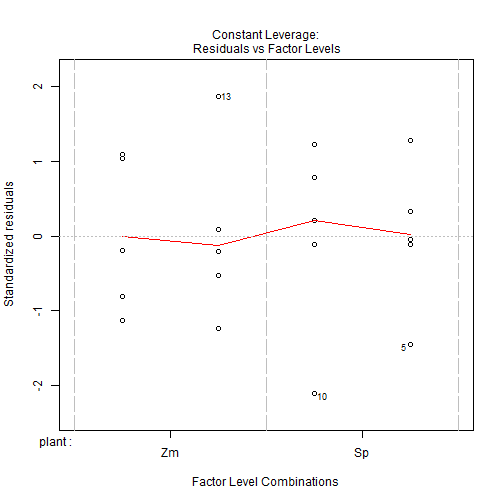 Constant Leverage:
Residuals vs Factor Levels
Standardized residuals
2
1
0
-1
-2
13
5
10
plant :
Zm
Sp
Factor Level Combinations